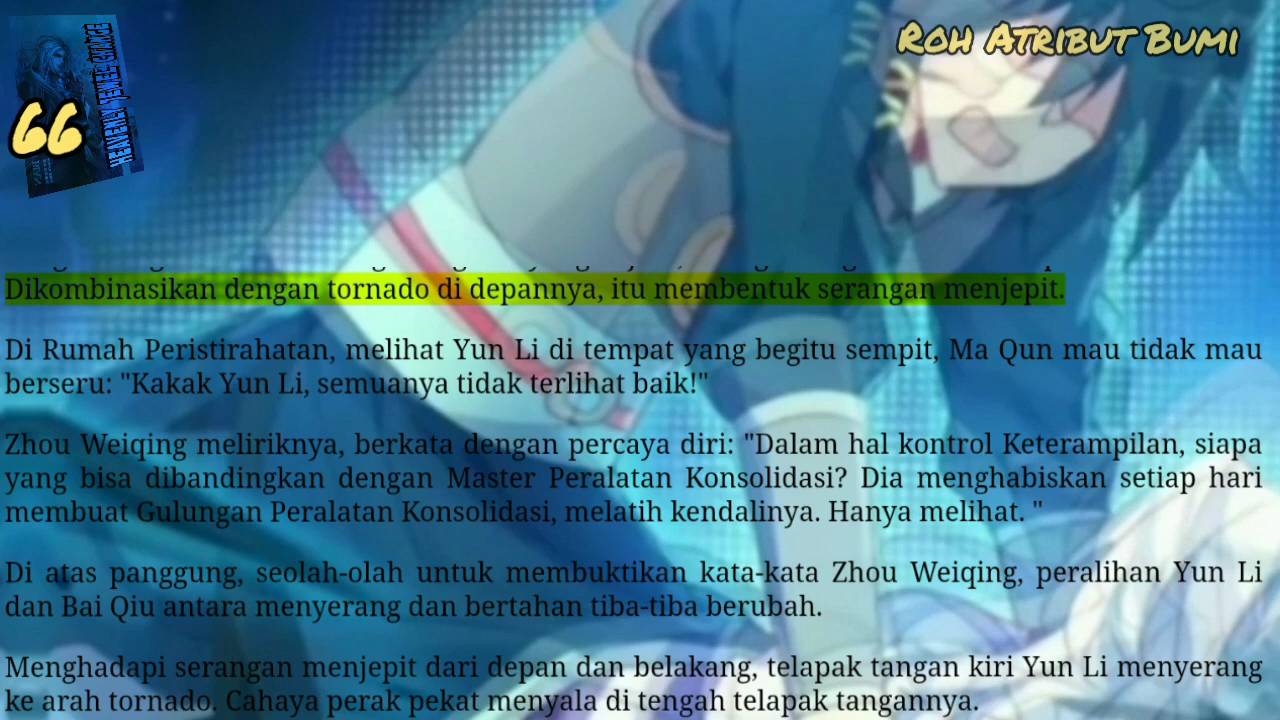 Roh Atribut Bumi
HEAVENLY JEWEL CHANGE
66
Dikombinasikan dengan tornado di depannya, itu membentuk serangan menjepit.
Di Rumah Peristirahatan, melihat Yun Li di tempat yang begitu sempit, Ma Qun mau tidak mau
berseru: "Kakak Yun Li, semuanya tidak terlihat baik!"
Zhou Weiqing meliriknya, berkata dengan percaya diri: "Dalam hal kontrol Keterampilan, siapa
yang bisa dibandingkan dengan Master Peralatan Konsolidasi? Dia menghabiskan setiap hari
membuat Gulungan Peralatan Konsolidasi, melatih kendalinya. Hanya melihat. "
Di atas panggung, seolah-olah untuk membuktikan kata-kata Zhou Weiqing, peralihan Yun Li
dan Bai Qiu antara menyerang dan bertahan tiba-tiba berubah.
Menghadapi serangan menjepit dari depan dan belakang, telapak tangan kiri Yun Li menyerang
ke arah tornado. Cahaya perak pekat menyala di tengah telapak tangannya.